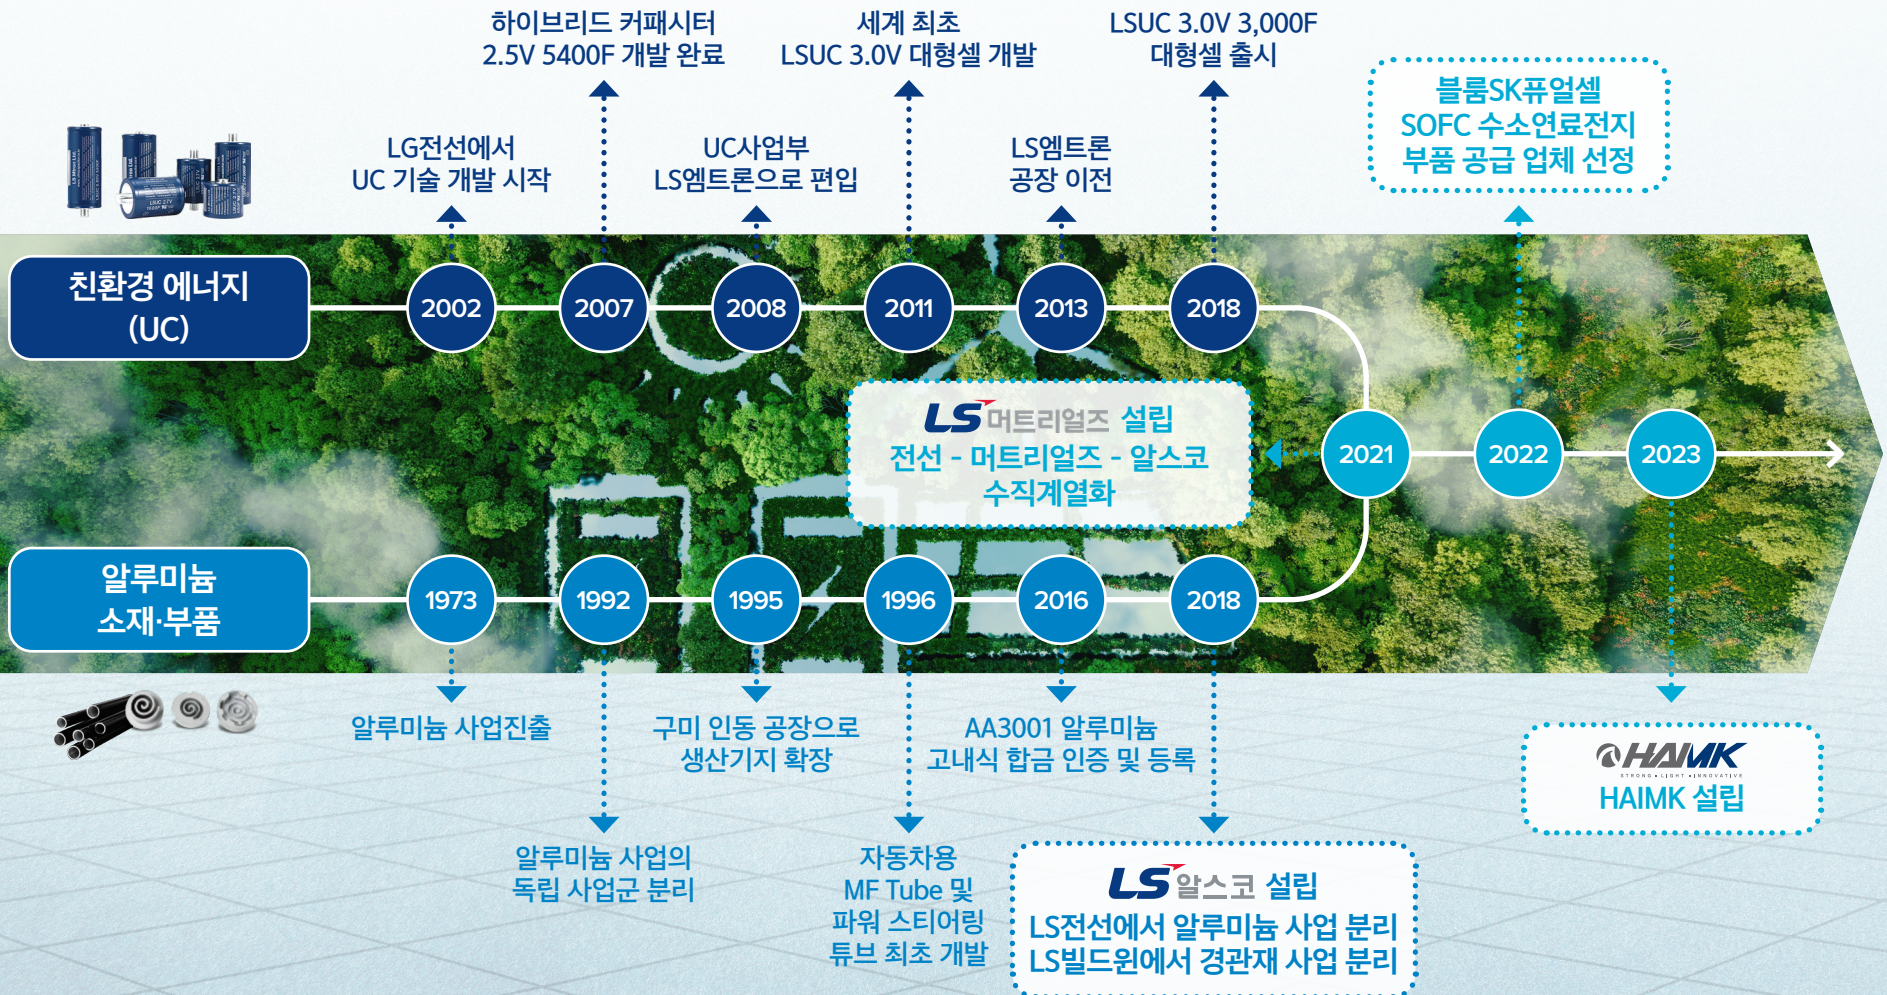 하이브리드 커패시터
2.5V 5400F 개발 완료
세계 최초
LSUC 3.0V 대형셀 개발
LSUC 3.0V 3,000F
대형셀 출시
블룸SK퓨얼셀
SOFC 수소연료전지
부품 공급 업체 선정
LG전선에서
UC 기술 개발 시작
UC사업부
LS엠트론으로 편입
LS엠트론
공장 이전
친환경 에너지
(UC)
2002
2007
2008
2011
2013
2018
LS 머트리얼즈 설립
전선 - 머트리얼즈 - 알스코
수직계열화
2021
2022
2023
알루미늄
소재·부품
1973
1992
1995
1996
2016
2018
알루미늄 사업진출
구미 인동 공장으로
생산기지 확장
AA3001 알루미늄
고내식 합금 인증 및 등록
HAIMK
STRONG • LIGHT • INNOVATIVE
HAIMK 설립
알루미늄 사업의
독립 사업군 분리
자동차용
MF Tube 및
파워 스티어링
튜브 최초 개발
LS 알스코 설립
LS전선에서 알루미늄 사업 분리
LS빌드윈에서 경관재 사업 분리